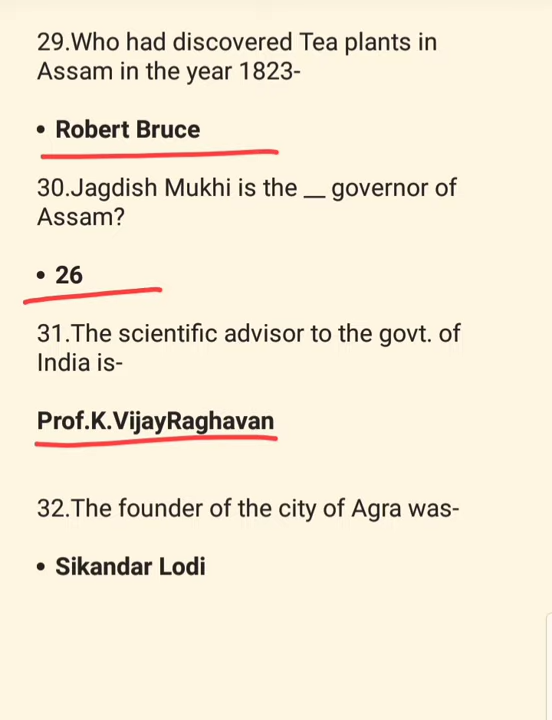 29.Who had discovered Tea plants in
Assam in the year 1823-
• Robert Bruce
30.Jagdish Mukhi is the __ governor of
Assam?
• 26
31.The scientific advisor to the govt. of
India is-
Prof.K.VijayRaghavan
32.The founder of the city of Agra was-
• Sikandar Lodi